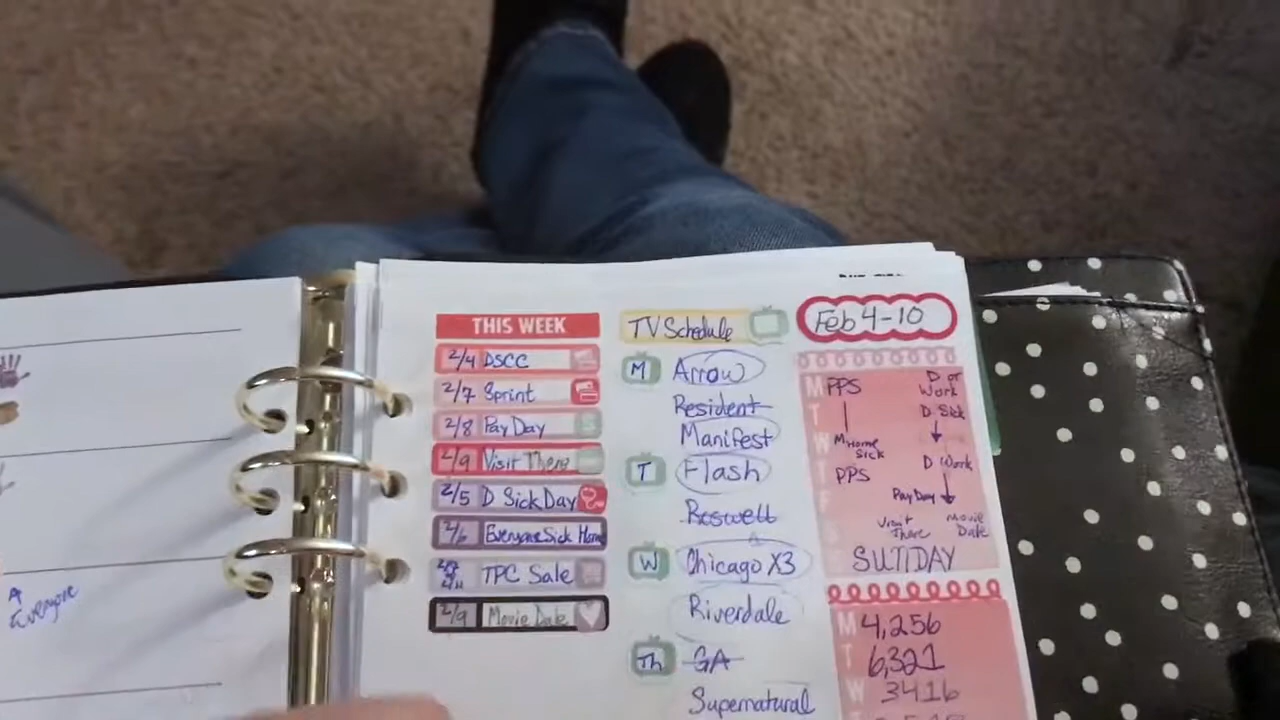 A
Everyone
THIS WEEK
2/4 DSCC
2/7 Sprint
2/8 Pay Day
2/9 Visit There
2/5 D Sick Day
2/6 Everyone Sick Home
TPC Sale
2/9 Movie Date
TV Schedule
M Arrow
Resident
Manifest
T Flash
Roswell
W Chicago X3
Riverdale
Th GA
Supernatural
Feb 4-10
M PPS D or Work
T D Sick
W M Home Sick
T PPS D Work
F Pay Day
S Visit There Movie Date
SUNDAY
M 4,256
T 6,321
W 3416